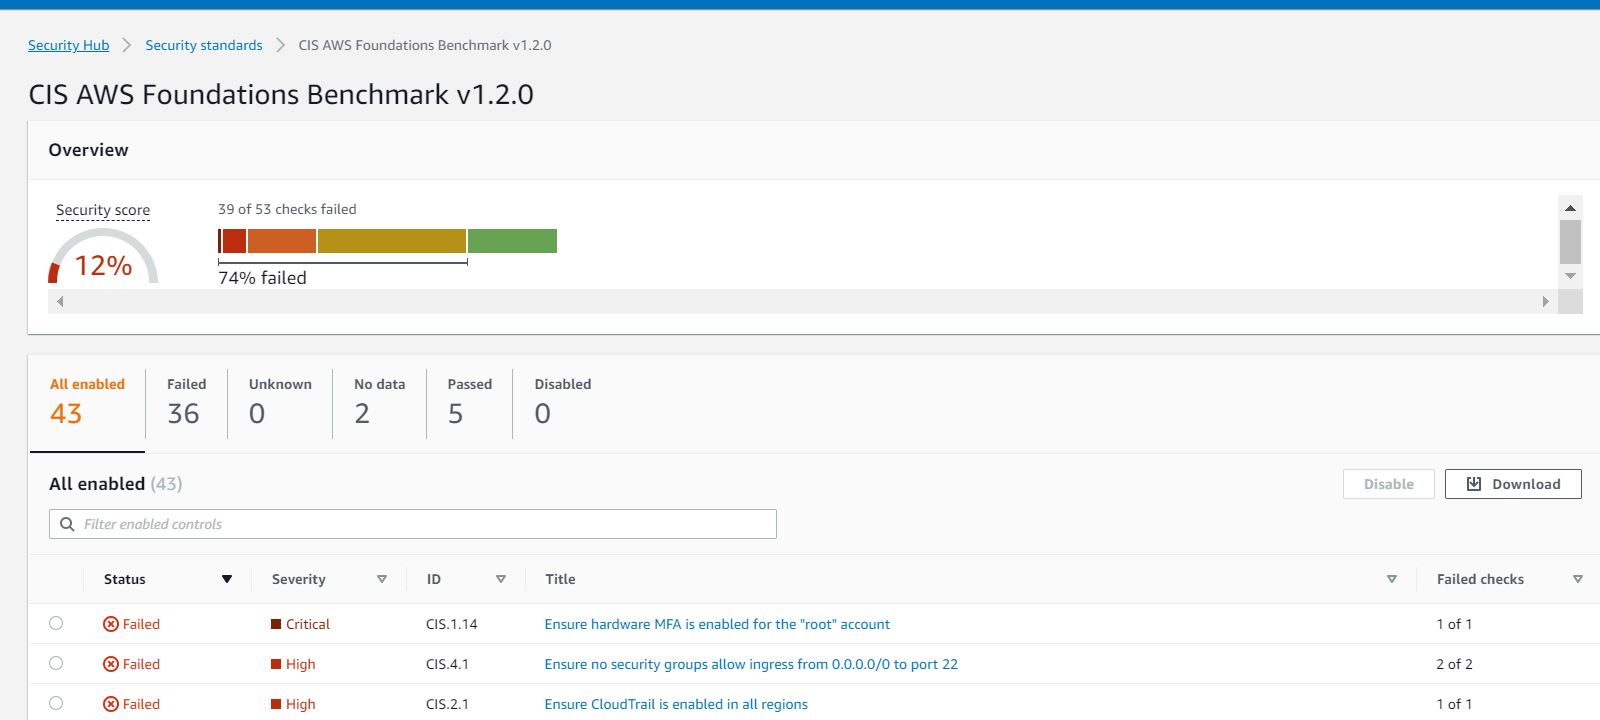 Security Hub > Security standards > CIS AWS Foundations Benchmark v1.2.0
CIS AWS Foundations Benchmark v1.2.0
Overview
Security score
39 of 53 checks failed
12%
74% failed
All enabled Failed Unknown No data Passed Disabled
43 36 0 2 5 0
All enabled (43)
Disable Download
Filter enabled controls
Status Severity ID Title Failed checks
Failed Critical CIS.1.14 Ensure hardware MFA is enabled for the "root" account 1 of 1
Failed High CIS.4.1 Ensure no security groups allow ingress from 0.0.0.0/0 to port 22 2 of 2
Failed High CIS.2.1 Ensure CloudTrail is enabled in all regions 1 of 1